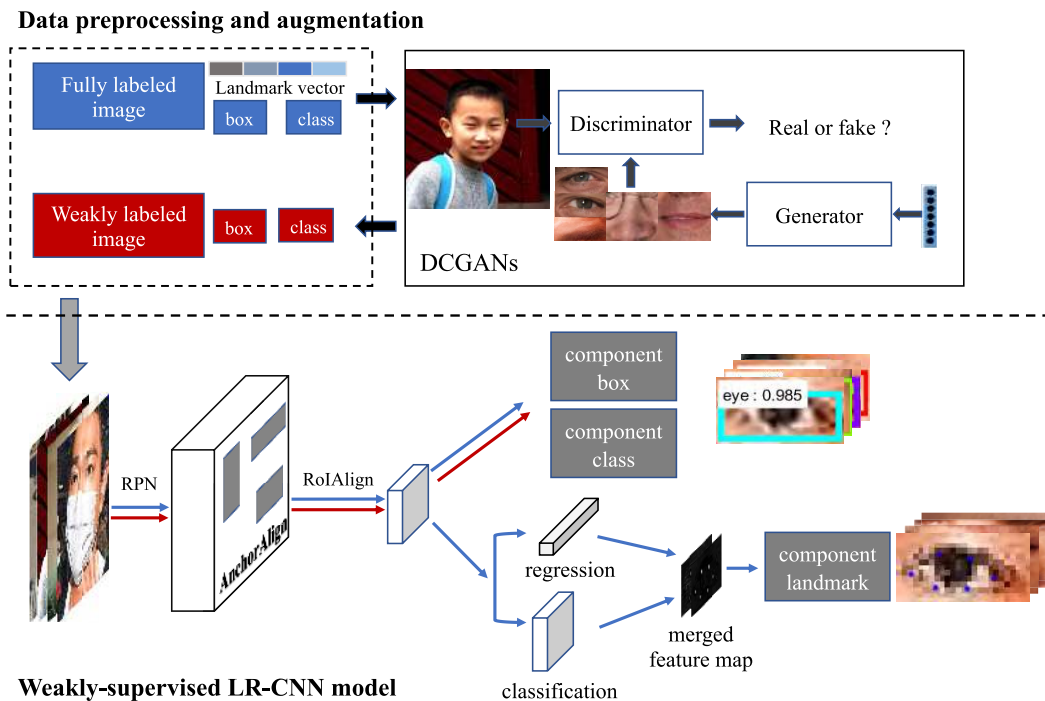 Data preprocessing and augmentation
Fully labeled
image
Landmark vector
box
class
Weakly labeled
image
box
class
Discriminator
Real or fake ?
Generator
DCGANs
RPN
AnchorAlign
RoIAlign
component
box
component
class
eye : 0.985
regression
classification
merged
feature map
component
landmark
Weakly-supervised LR-CNN model